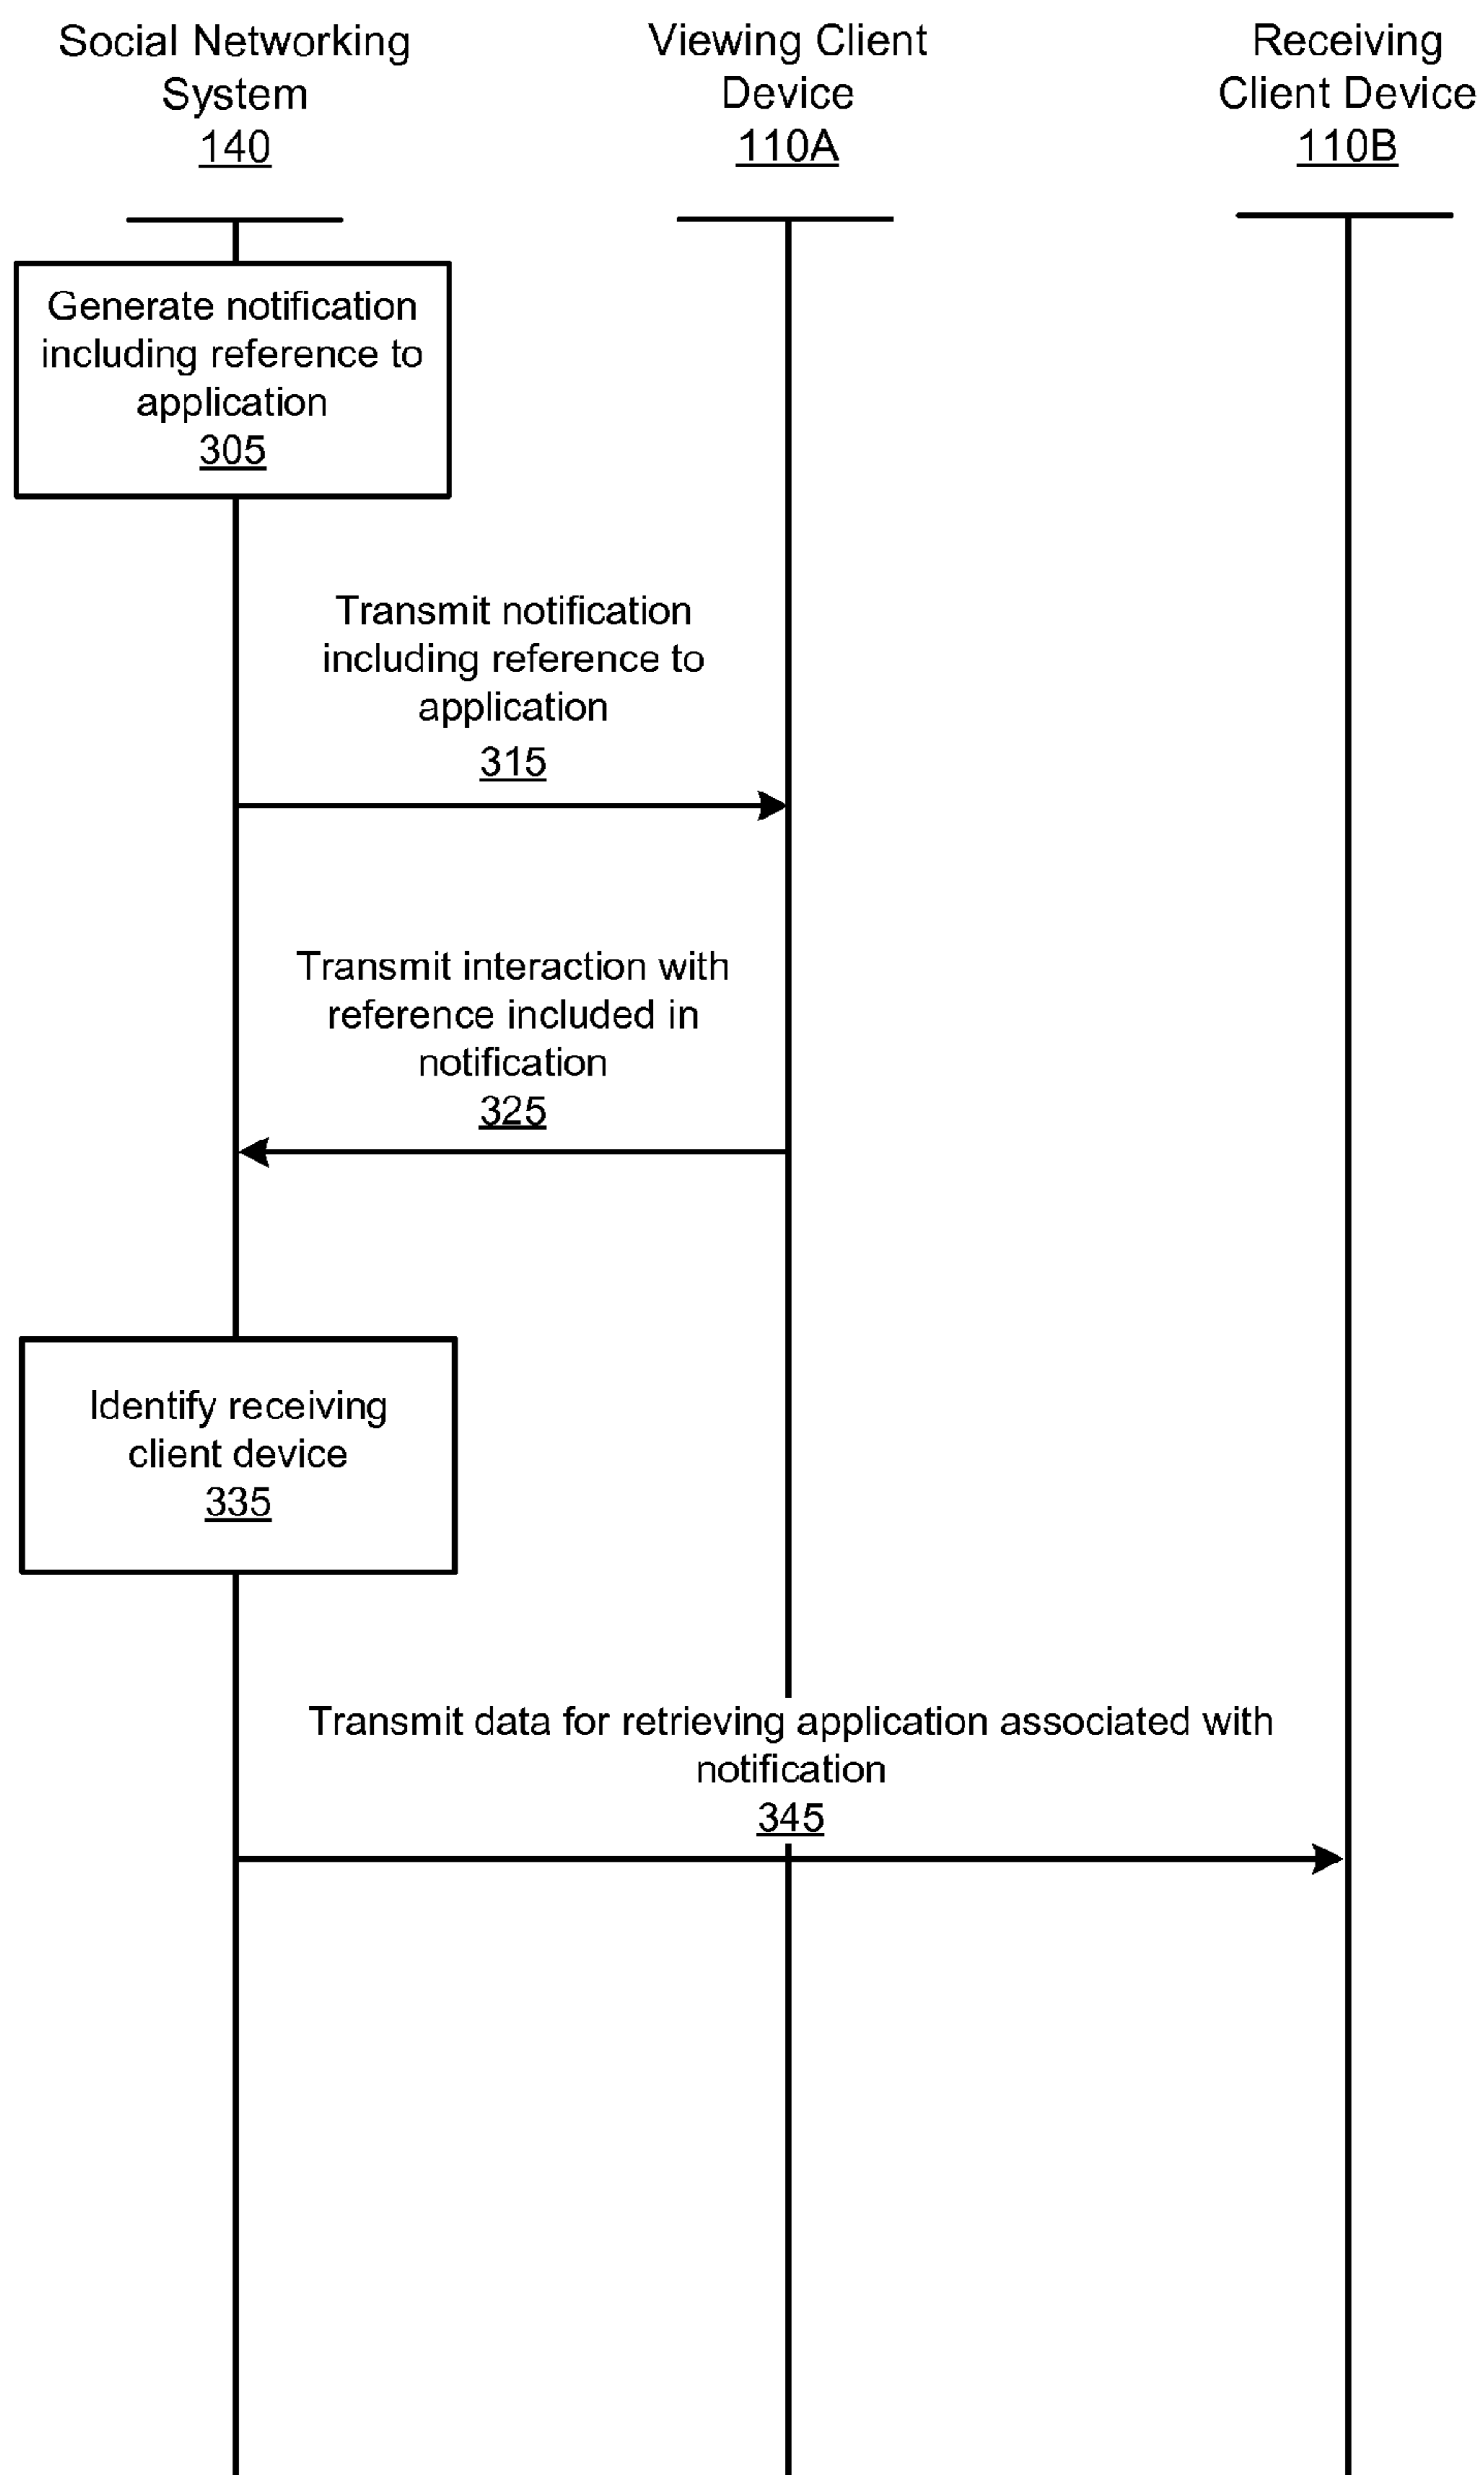 Social Networking
System
140
Viewing Client
Device
110A
Receiving
Client Device
110B
Generate notification
including reference to
application
305
Transmit notification
including reference to
application
315
Transmit interaction with
reference included in
notification
325
Identify receiving
client device
335
Transmit data for retrieving application associated with
notification
345